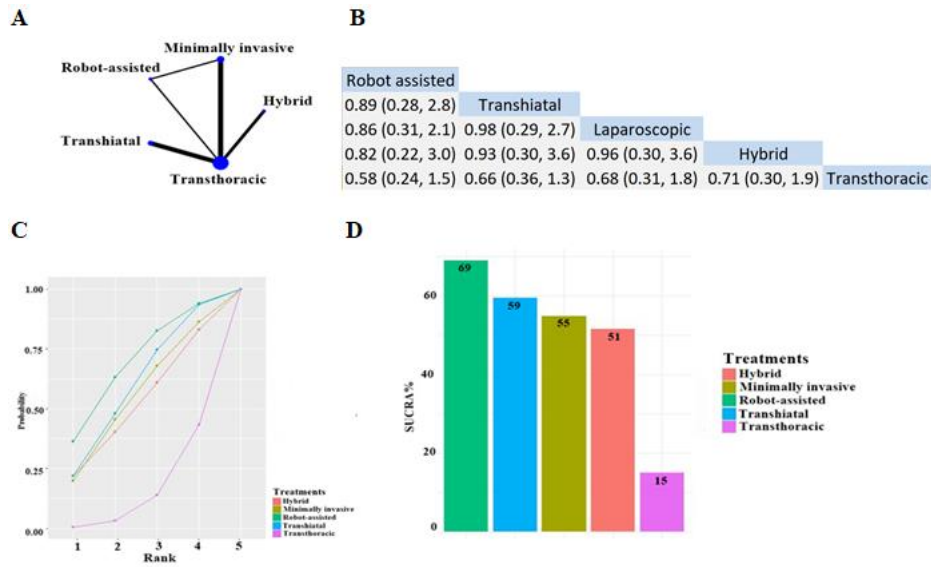 A
Minimally invasive
Robot-assisted
Hybrid
Transhiatal
Transthoracic
B
Robot assisted
0.89 (0.28, 2.8) Transhiatal
0.86 (0.31, 2.1) 0.98 (0.29, 2.7) Laparoscopic
0.82 (0.22, 3.0) 0.93 (0.30, 3.6) 0.96 (0.30, 3.6) Hybrid
0.58 (0.24, 1.5) 0.66 (0.36, 1.3) 0.68 (0.31, 1.8) 0.71 (0.30, 1.9) Transthoracic
C
1.00
0.75
0.50
0.25
0.00
Probability
1 2 3 4 5
Rank
Treatments
Hybrid
Minimally invasive
Robot-assisted
Transhiatal
Transthoracic
D
60
40
20
0
SUCRA%
69
59
55
51
15
Treatments
Hybrid
Minimally invasive
Robot-assisted
Transhiatal
Transthoracic